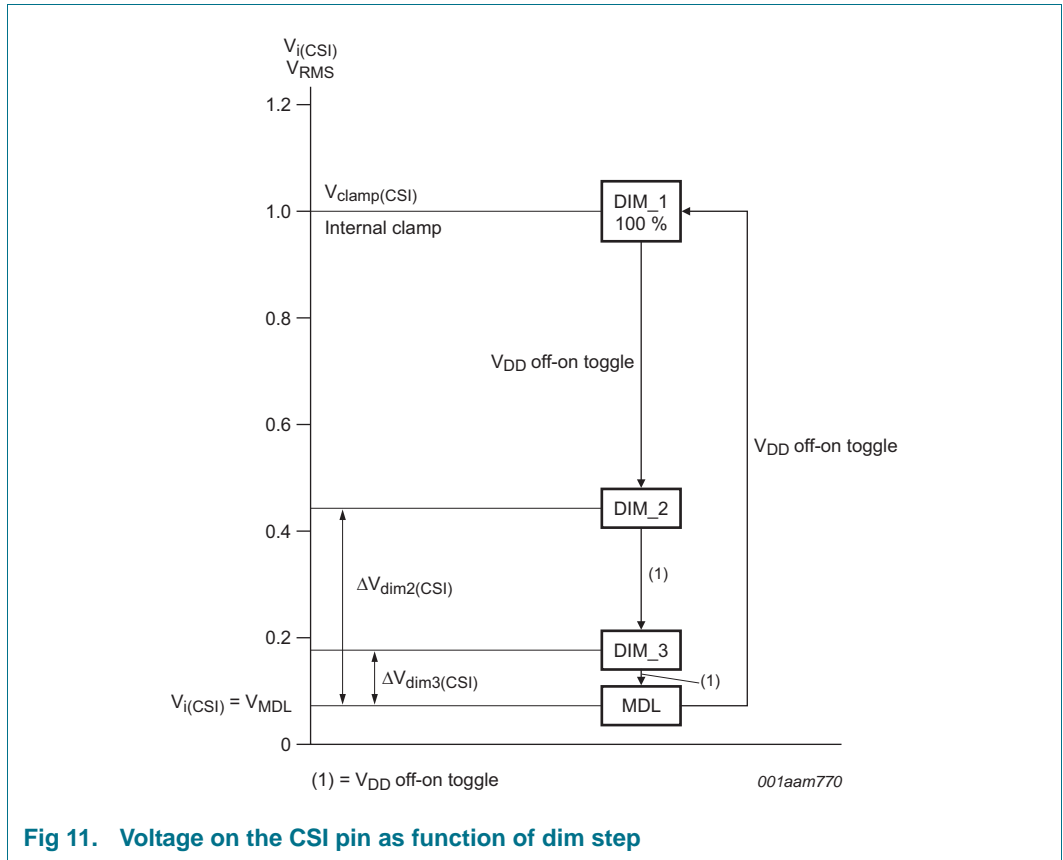 Vi(CSI)
VRMS
1.2
Vclamp(CSI)
DIM_1
100 %
1.0
Internal clamp
0.8
VDD off-on toggle
0.6
VDD off-on toggle
DIM_2
0.4
(1)
ΔVdim2(CSI)
0.2
DIM_3
ΔVdim3(CSI)
(1)
Vi(CSI) = VMDL
MDL
0
(1) = VDD off-on toggle
001aam770
Fig 11. Voltage on the CSI pin as function of dim step